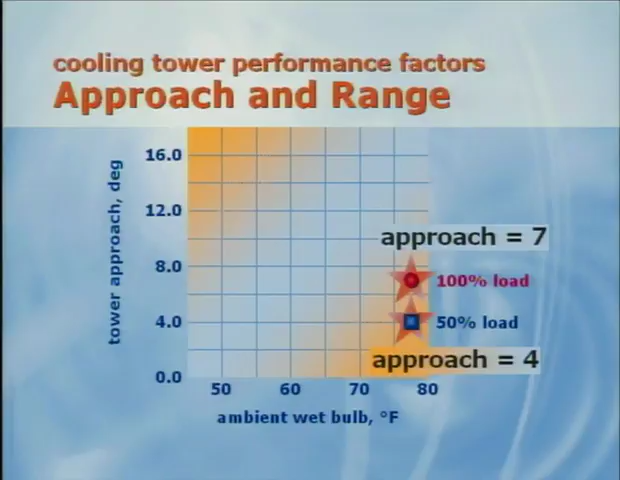 cooling tower performance factors
Approach and Range
tower approach, deg
16.0
12.0
8.0
4.0
0.0
approach = 7
100% load
50% load
approach = 4
50 60 70 80
ambient wet bulb, °F